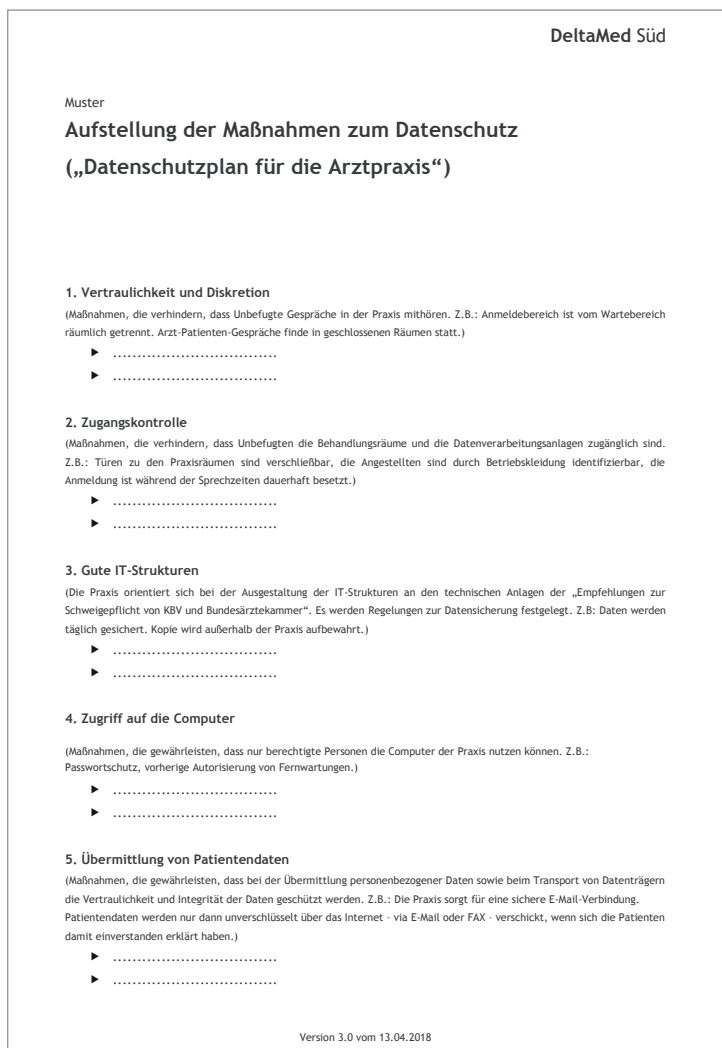 DeltaMed Süd
Muster
Aufstellung der Maßnahmen zum Datenschutz
(„Datenschutzplan für die Arztpraxis“)
1. Vertraulichkeit und Diskretion
(Maßnahmen, die verhindern, dass Unbefugte Gespräche in der Praxis mithören. Z.B.: Anmeldebereich ist vom Wartebereich
räumlich getrennt. Arzt-Patienten-Gespräche finde in geschlossenen Räumen statt.)
▶ ..................................
▶ ..................................
2. Zugangskontrolle
(Maßnahmen, die verhindern, dass Unbefugten die Behandlungsräume und die Datenverarbeitungsanlagen zugänglich sind.
Z.B.: Türen zu den Praxisräumen sind verschließbar, die Angestellten sind durch Betriebskleidung identifizierbar, die
Anmeldung ist während der Sprechzeiten dauerhaft besetzt.)
▶ ..................................
▶ ..................................
3. Gute IT-Strukturen
(Die Praxis orientiert sich bei der Ausgestaltung der IT-Strukturen an den technischen Anlagen der „Empfehlungen zur
Schweigepflicht von KBV und Bundesärztekammer“. Es werden Regelungen zur Datensicherung festgelegt. Z.B: Daten werden
täglich gesichert. Kopie wird außerhalb der Praxis aufbewahrt.)
▶ ..................................
▶ ..................................
4. Zugriff auf die Computer
(Maßnahmen, die gewährleisten, dass nur berechtigte Personen die Computer der Praxis nutzen können. Z.B.:
Passwortschutz, vorherige Autorisierung von Fernwartungen.)
▶ ..................................
▶ ..................................
5. Übermittlung von Patientendaten
(Maßnahmen, die gewährleisten, dass bei der Übermittlung personenbezogener Daten sowie beim Transport von Datenträgern
die Vertraulichkeit und Integrität der Daten geschützt werden. Z.B.: Die Praxis sorgt für eine sichere E-Mail-Verbindung.
Patientendaten werden nur dann unverschlüsselt über das Internet - via E-Mail oder FAX - verschickt, wenn sich die Patienten
damit einverstanden erklärt haben.)
▶ ..................................
▶ ..................................
Version 3.0 vom 13.04.2018